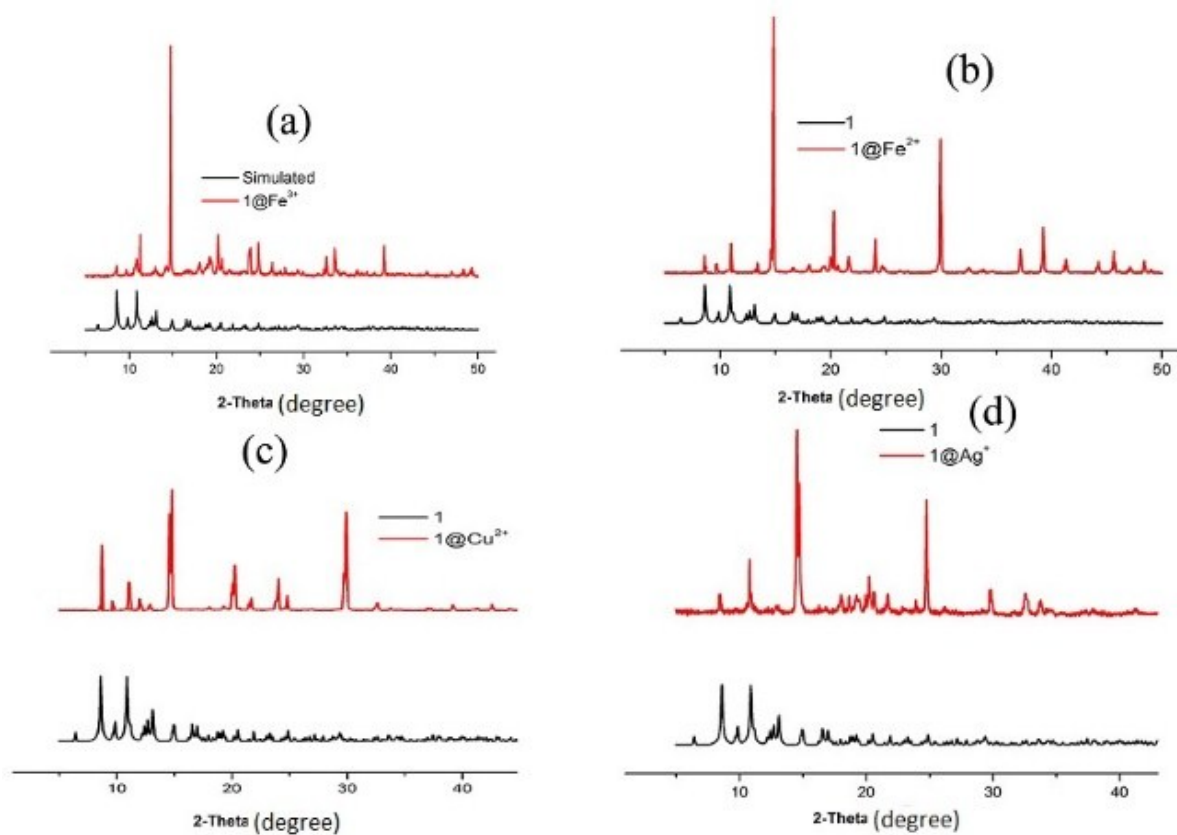 (a)
Simulated
1@Fe³⁺
10 20 30 40 50
2-Theta (degree)
(b)
1
1@Fe²⁺
10 20 30 40 50
2-Theta (degree)
(c)
1
1@Cu²⁺
10 20 30 40
2-Theta (degree)
(d)
1
1@Ag⁺
10 20 30 40
2-Theta (degree)